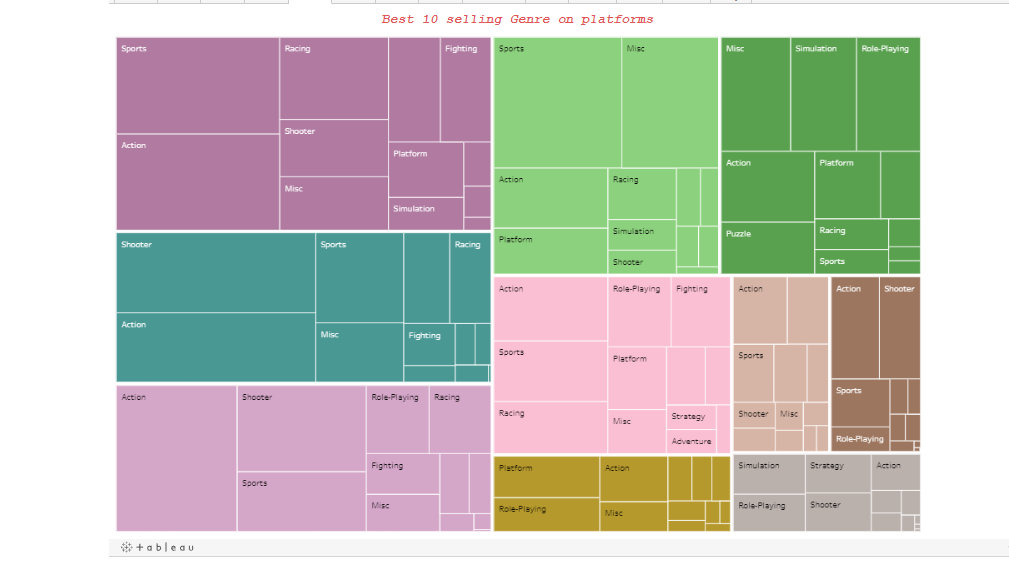 Best 10 selling Genre on platforms
Sports
Racing
Fighting
Action
Shooter
Misc
Platform
Simulation
Sports
Misc
Action
Racing
Platform
Simulation
Shooter
Misc
Simulation
Role-Playing
Action
Platform
Puzzle
Racing
Sports
Shooter
Sports
Racing
Action
Misc
Fighting
Action
Role-Playing
Fighting
Sports
Platform
Racing
Misc
Strategy
Adventure
Action
Sports
Shooter
Misc
Action
Shooter
Sports
Role-Playing
Action
Shooter
Role-Playing
Racing
Sports
Fighting
Misc
Platform
Action
Role-Playing
Misc
Simulation
Strategy
Action
Role-Playing
Shooter
+ableau